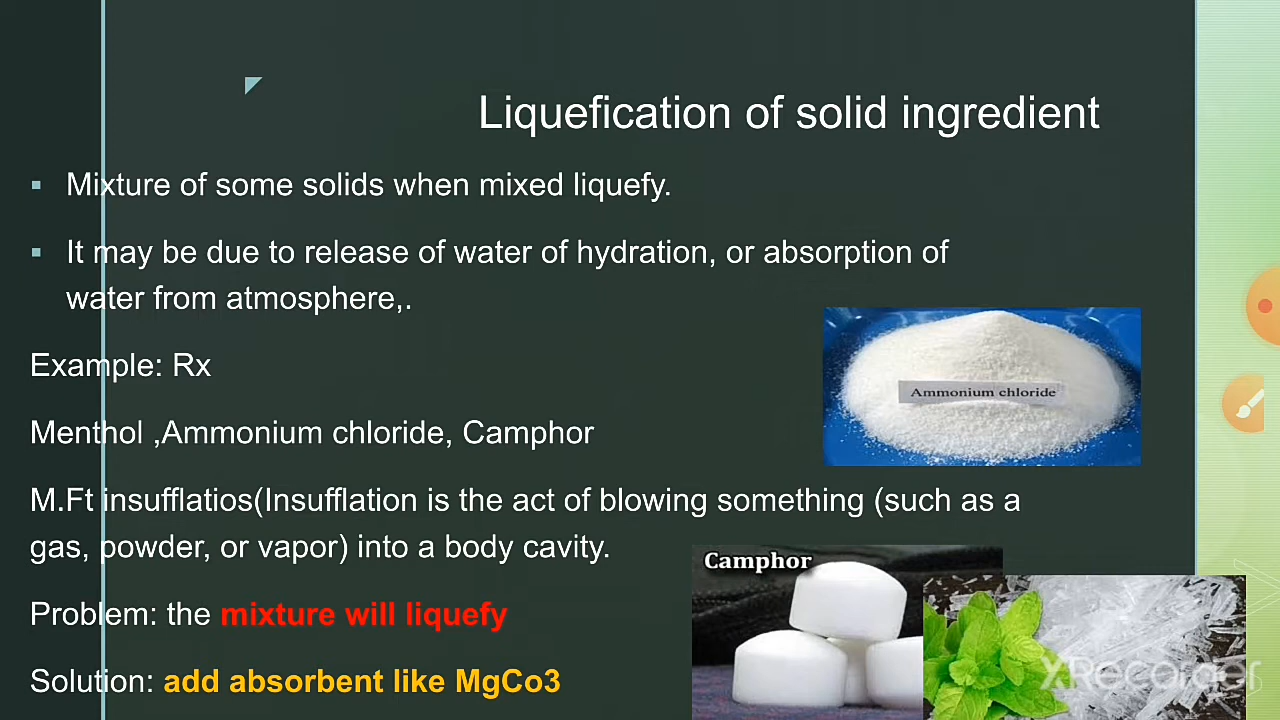 Liquefication of solid ingredient
Mixture of some solids when mixed liquefy.
It may be due to release of water of hydration, or absorption of
water from atmosphere,.
Example: Rx
Ammonium chloride
Menthol ,Ammonium chloride, Camphor
M.Ft insufflatios(Insufflation is the act of blowing something (such as a
gas, powder, or vapor) into a body cavity.
Camphor
Problem: the mixture will liquefy
Solution: add absorbent like MgCo3
XRecorder